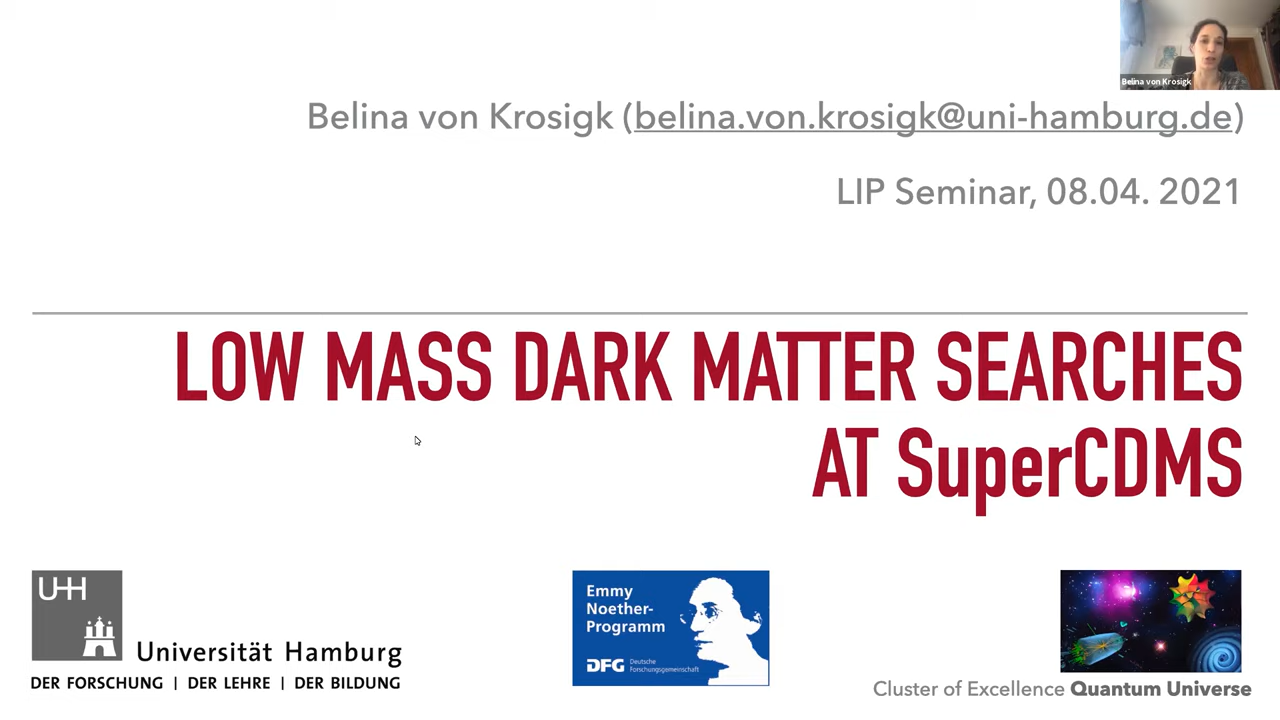 Belina von Krosigk
Belina von Krosigk (belina.von.krosigk@uni-hamburg.de)
LIP Seminar, 08.04. 2021
LOW MASS DARK MATTER SEARCHES
AT SuperCDMS
UHH
Universität Hamburg
DER FORSCHUNG | DER LEHRE | DER BILDUNG
Emmy
Noether-
Programm
DFG Deutsche
Forschungsgemeinschaft
Cluster of Excellence Quantum Universe